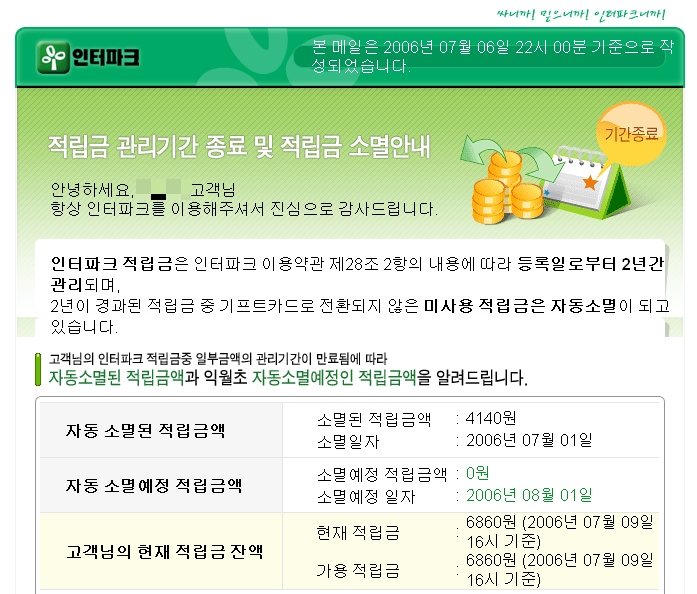 싸니까! 믿으니까! 인터파크니까!
인터파크
본 메일은 2006년 07월 06일 22시 00분 기준으로 작
성되었습니다.
적립금 관리기간 종료 및 적립금 소멸안내
기간종료
안녕하세요, 고객님
항상 인터파크를 이용해주셔서 진심으로 감사드립니다.
인터파크 적립금은 인터파크 이용약관 제28조 2항의 내용에 따라 등록일로부터 2년간
관리되며,
2년이 경과된 적립금 중 기프트카드로 전환되지 않은 미사용 적립금은 자동소멸이 되고
있습니다.
고객님의 인터파크 적립금중 일부금액의 관리기간이 만료됨에 따라
자동소멸된 적립금액과 익월초 자동소멸예정인 적립금액을 알려드립니다.
자동 소멸된 적립금액
소멸된 적립금액 : 4140원
소멸일자 : 2006년 07월 01일
자동 소멸예정 적립금액
소멸예정 적립금액 : 0원
소멸예정 일자 : 2006년 08월 01일
고객님의 현재 적립금 잔액
현재 적립금 : 6860원 (2006년 07월 09일
16시 기준)
가용 적립금 : 6860원 (2006년 07월 09일
16시 기준)